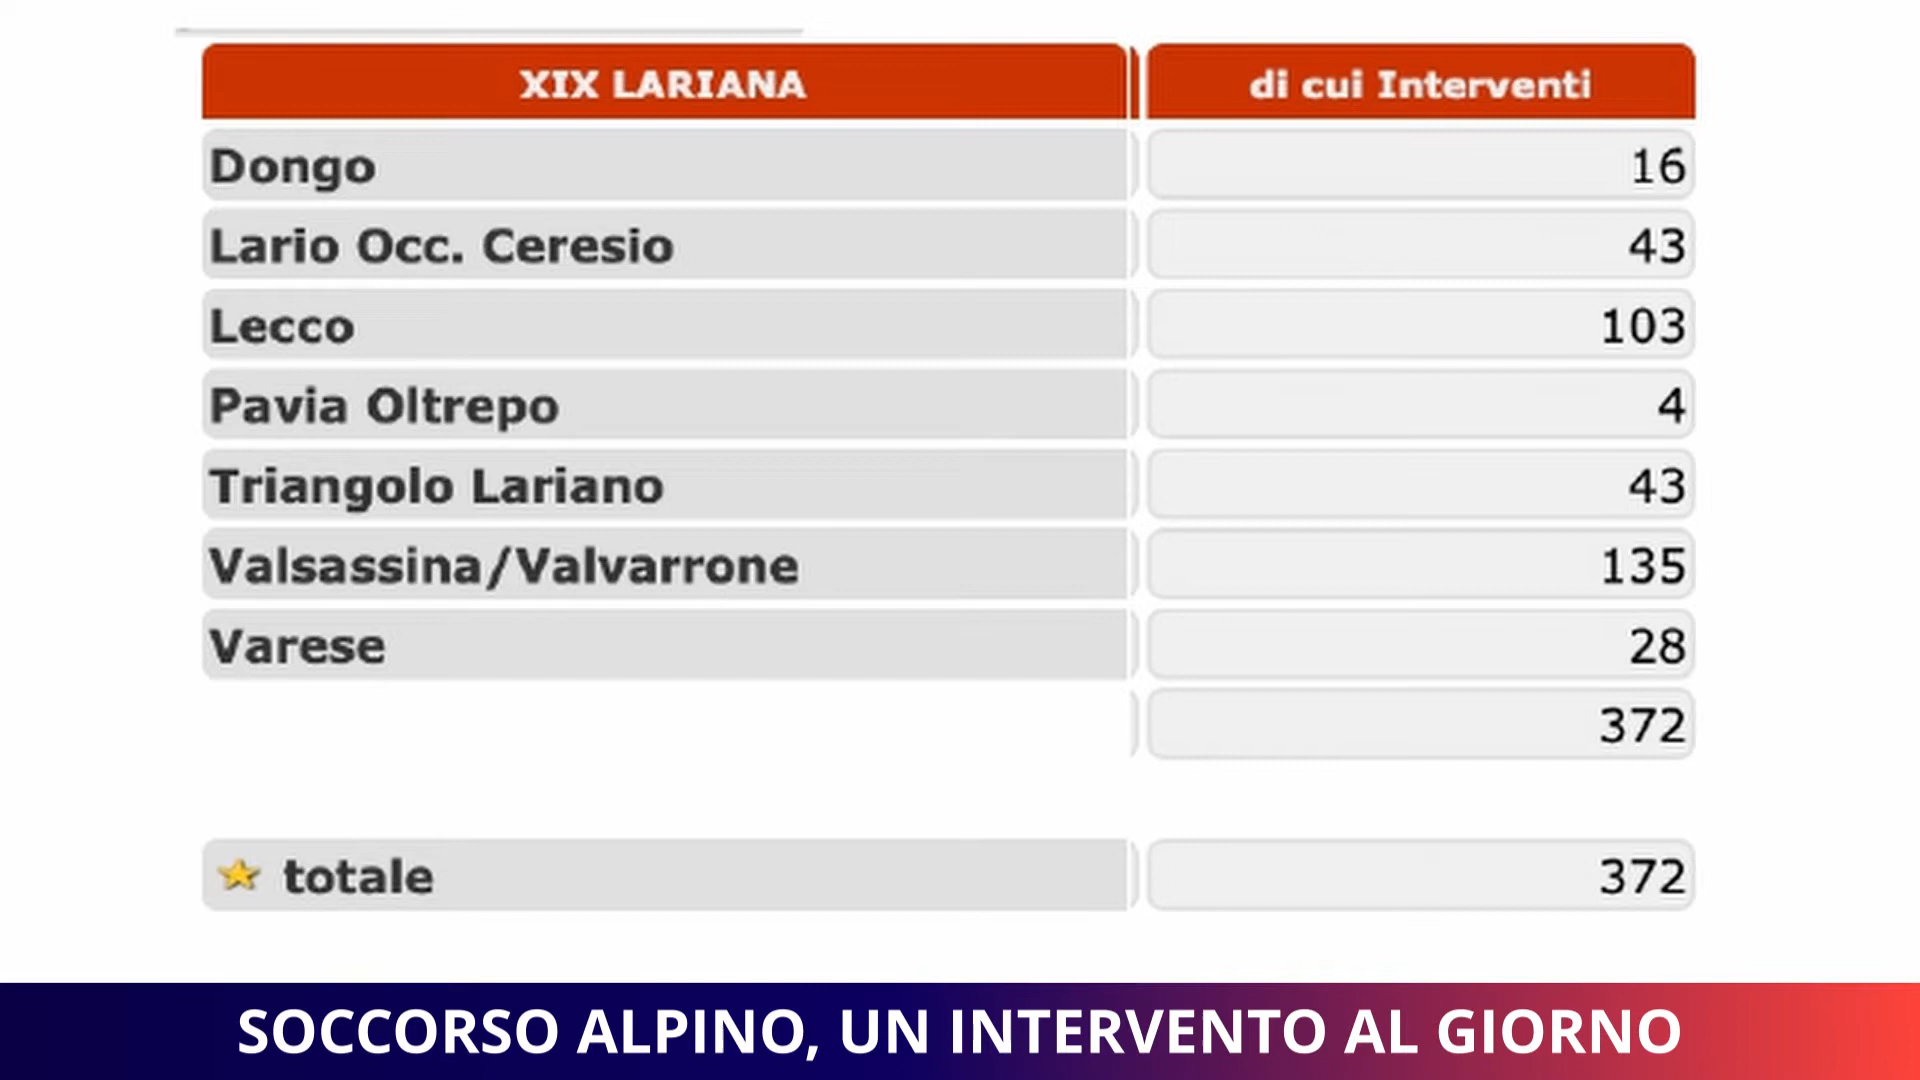 XIX LARIANA di cui Interventi
Dongo 16
Lario Occ. Ceresio 43
Lecco 103
Pavia Oltrepo 4
Triangolo Lariano 43
Valsassina/Valvarrone 135
Varese 28
372
totale 372
SOCCORSO ALPINO, UN INTERVENTO AL GIORNO